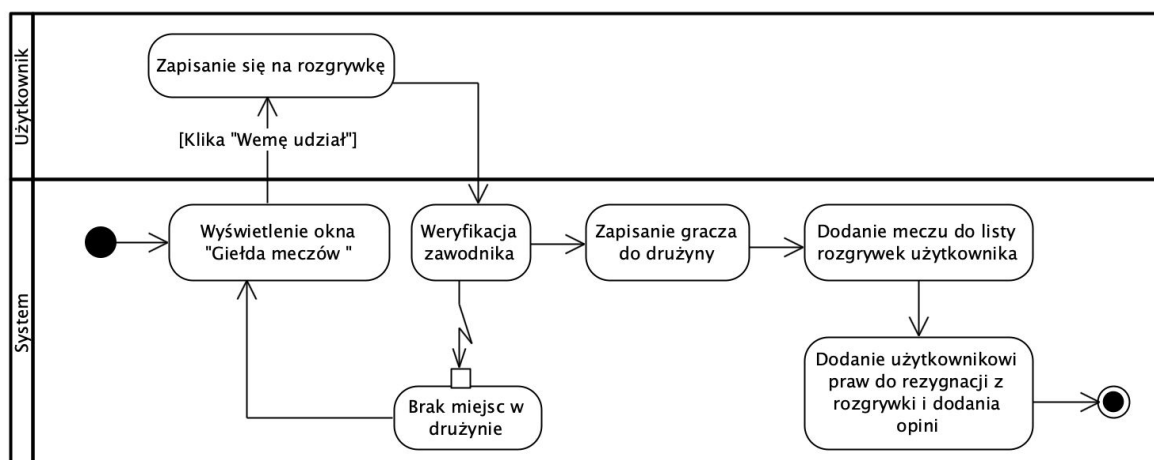 Użytkownik
Zapisanie się na rozgrywkę
[Klika "Wemę udział"]
System
Wyświetlenie okna
"Giełda meczów "
Weryfikacja
zawodnika
Zapisanie gracza
do drużyny
Dodanie meczu do listy
rozgrywek użytkownika
Brak miejsc w
drużynie
Dodanie użytkownikowi
praw do rezygnacji z
rozgrywki i dodania
opini